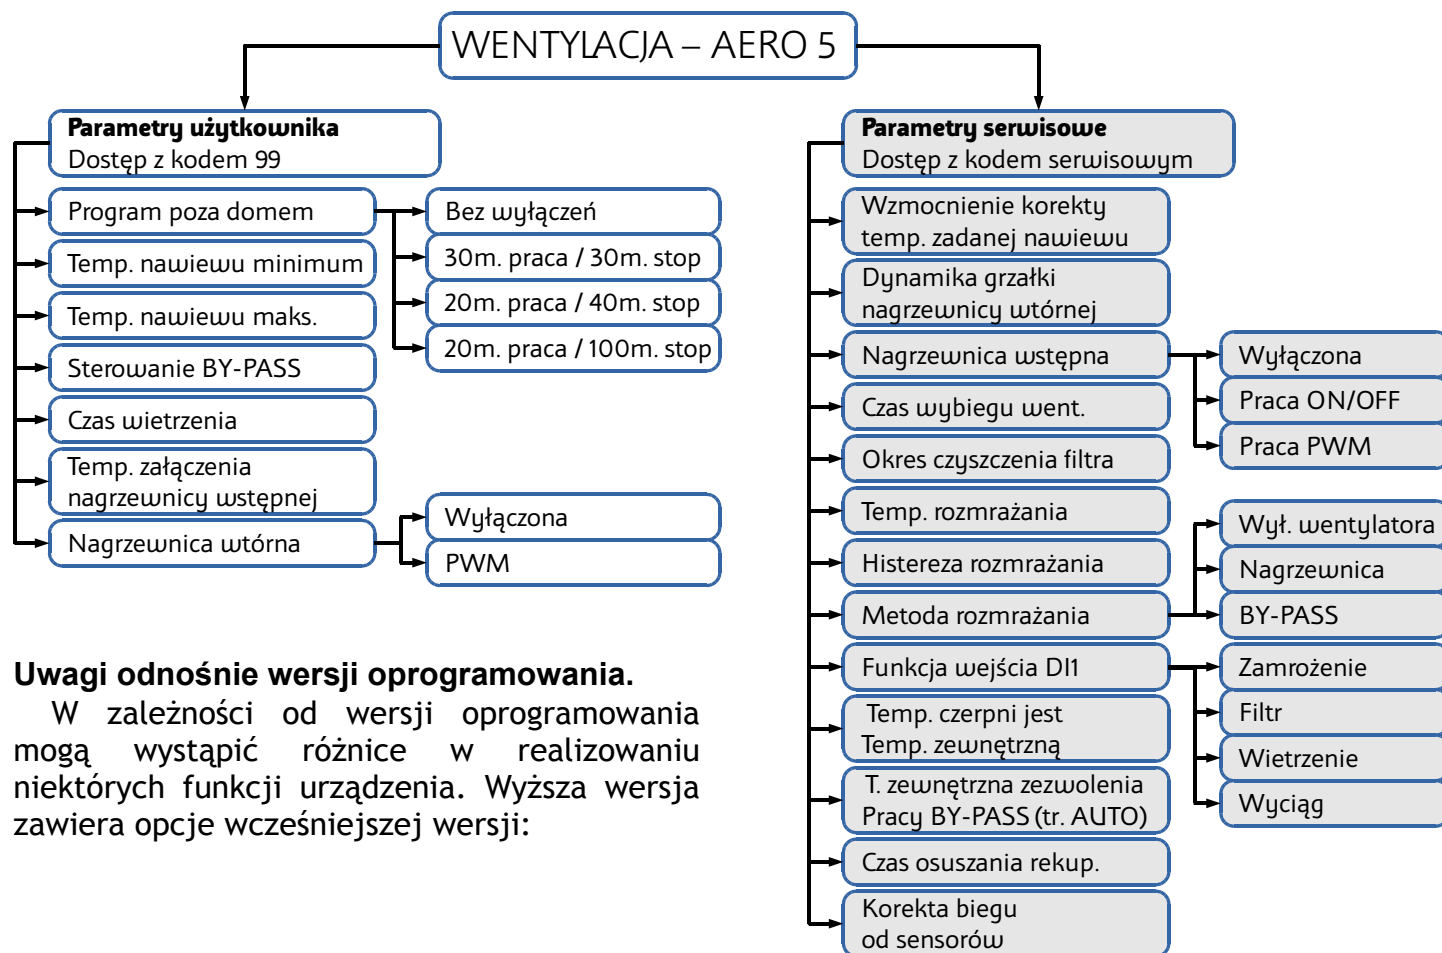 WENTYLACJA – AERO 5
Parametry użytkownika
Dostęp z kodem 99
Program poza domem
Temp. nawiewu minimum
Temp. nawiewu maks.
Sterowanie BY-PASS
Czas wietrzenia
Temp. załączenia
nagrzewnicy wstępnej
Nagrzewnica wtórna
Bez wyłączeń
30m. praca / 30m. stop
20m. praca / 40m. stop
20m. praca / 100m. stop
Wyłączona
PWM
Uwagi odnośnie wersji oprogramowania.
W zależności od wersji oprogramowania
mogą wystąpić różnice w realizowaniu
niektórych funkcji urządzenia. Wyższa wersja
zawiera opcje wcześniejszej wersji:
Parametry serwisowe
Dostęp z kodem serwisowym
Wzmocnienie korekty
temp. zadanej nawiewu
Dynamika grzałki
nagrzewnicy wtórnej
Nagrzewnica wstępna
Czas wybiegu went.
Okres czyszczenia filtra
Temp. rozmrażania
Histereza rozmrażania
Metoda rozmrażania
Funkcja wejścia DI1
Temp. czerpni jest
Temp. zewnętrzną
T. zewnętrzna zezwolenia
Pracy BY-PASS (tr. AUTO)
Czas osuszania rekup.
Korekta biegu
od sensorów
Wyłączona
Praca ON/OFF
Praca PWM
Wył. wentylatora
Nagrzewnica
BY-PASS
Zamrożenie
Filtr
Wietrzenie
Wyciąg